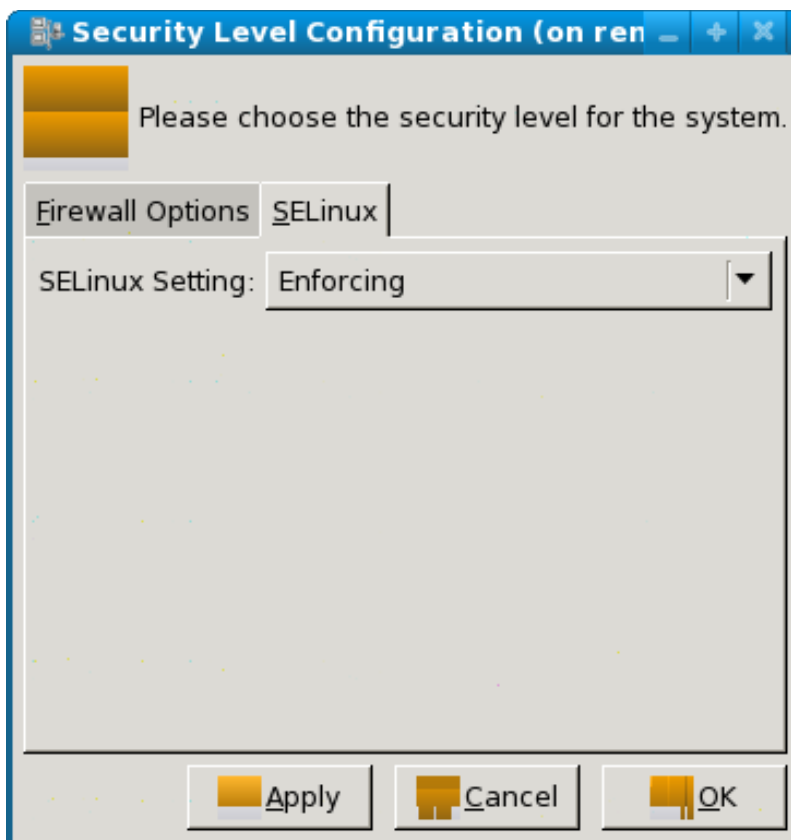 Security Level Configuration (on ren
Please choose the security level for the system.
Firewall Options
SELinux
SELinux Setting:
Enforcing
Apply
Cancel
OK